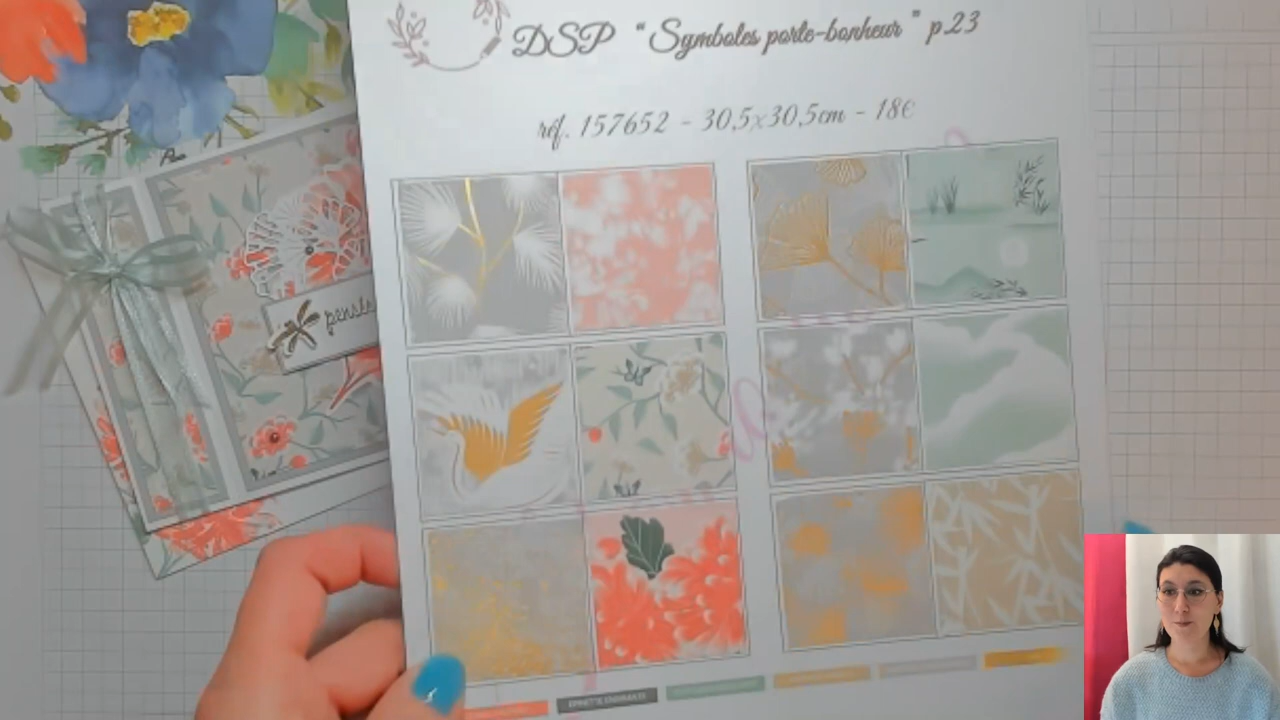 DSP "Symboles porte-bonheur" p.23
réf. 157652 - 30,5x30,5cm - 18€